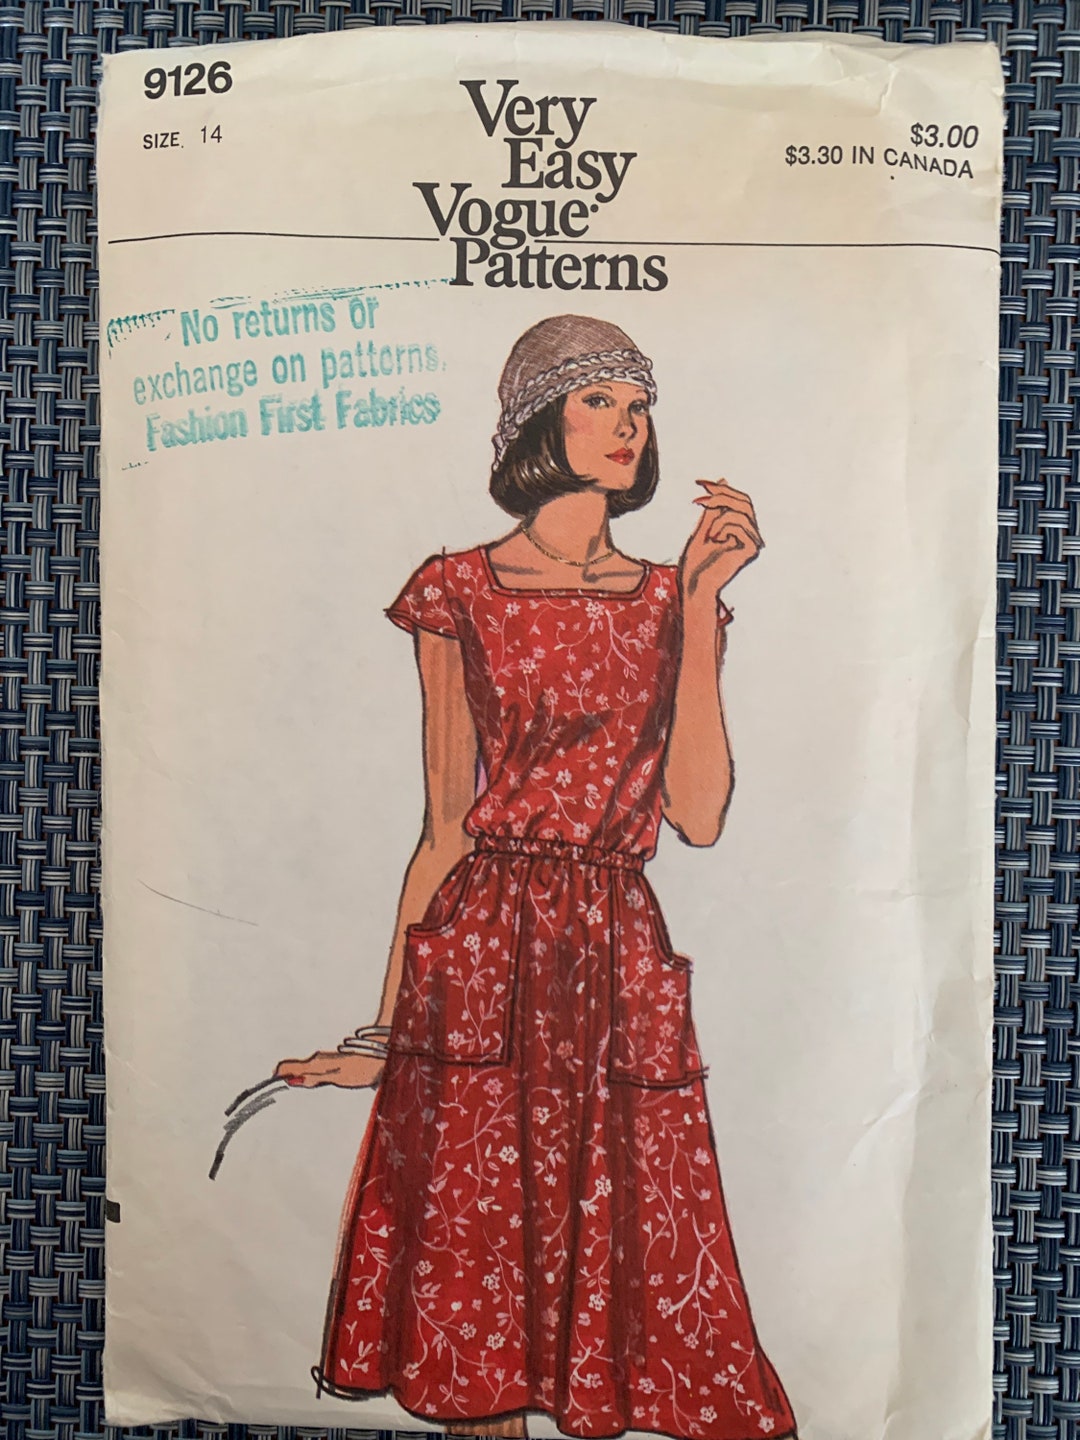 9126
SIZE 14
Very
Easy
Vogue
Patterns
$3.00
$3.30 IN CANADA
No returns or
exchange on patterns.
Fashion First Fabrics